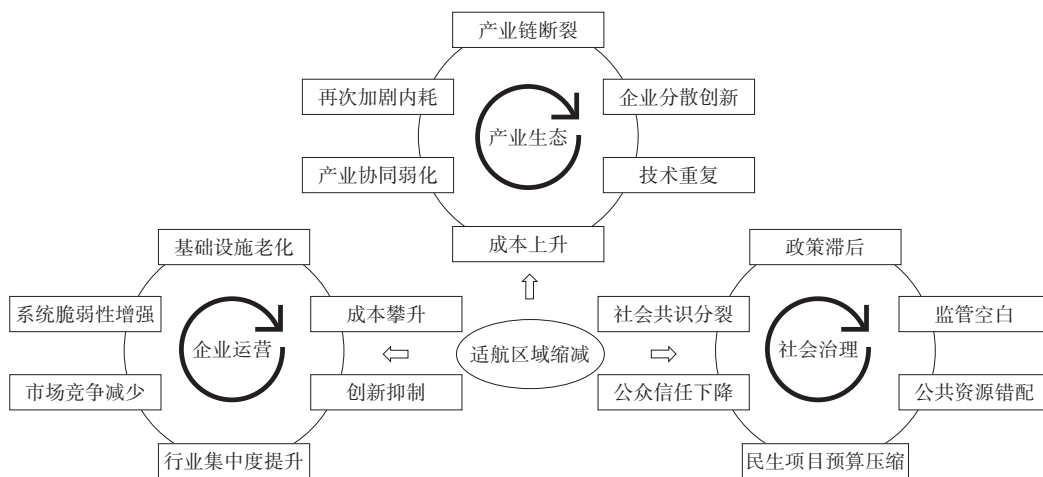 产业链断裂
再次加剧内耗
企业分散创新
产业生态
产业协同弱化
技术重复
成本上升
基础设施老化
政策滞后
系统脆弱性增强
成本攀升
社会共识分裂
监管空白
企业运营
适航区域缩减
社会治理
市场竞争减少
创新抑制
公众信任下降
公共资源错配
行业集中度提升
民生项目预算压缩